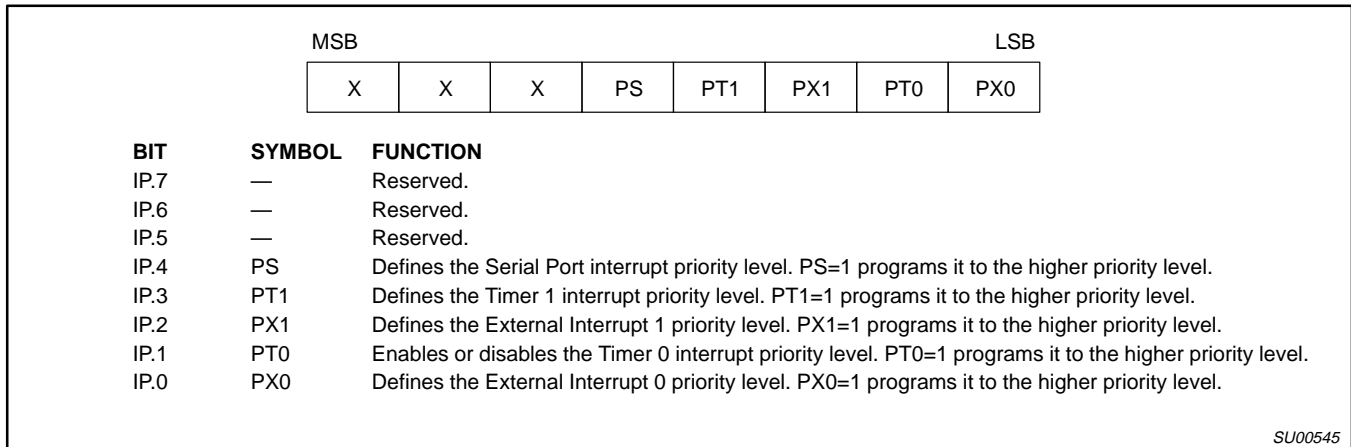 MSB LSB
X X X PS PT1 PX1 PT0 PX0
BIT SYMBOL FUNCTION
IP.7 — Reserved.
IP.6 — Reserved.
IP.5 — Reserved.
IP.4 PS Defines the Serial Port interrupt priority level. PS=1 programs it to the higher priority level.
IP.3 PT1 Defines the Timer 1 interrupt priority level. PT1=1 programs it to the higher priority level.
IP.2 PX1 Defines the External Interrupt 1 priority level. PX1=1 programs it to the higher priority level.
IP.1 PT0 Enables or disables the Timer 0 interrupt priority level. PT0=1 programs it to the higher priority level.
IP.0 PX0 Defines the External Interrupt 0 priority level. PX0=1 programs it to the higher priority level.
SU00545